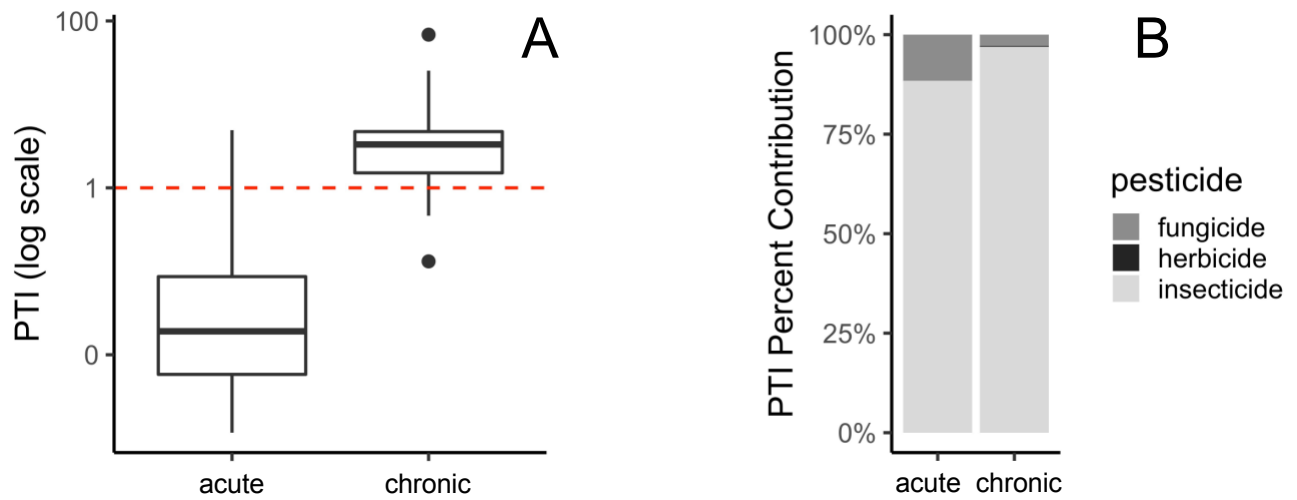 A
PTI (log scale)
100
1
0
acute
chronic
B
PTI Percent Contribution
100%
75%
50%
25%
0%
acute chronic
pesticide
fungicide
herbicide
insecticide